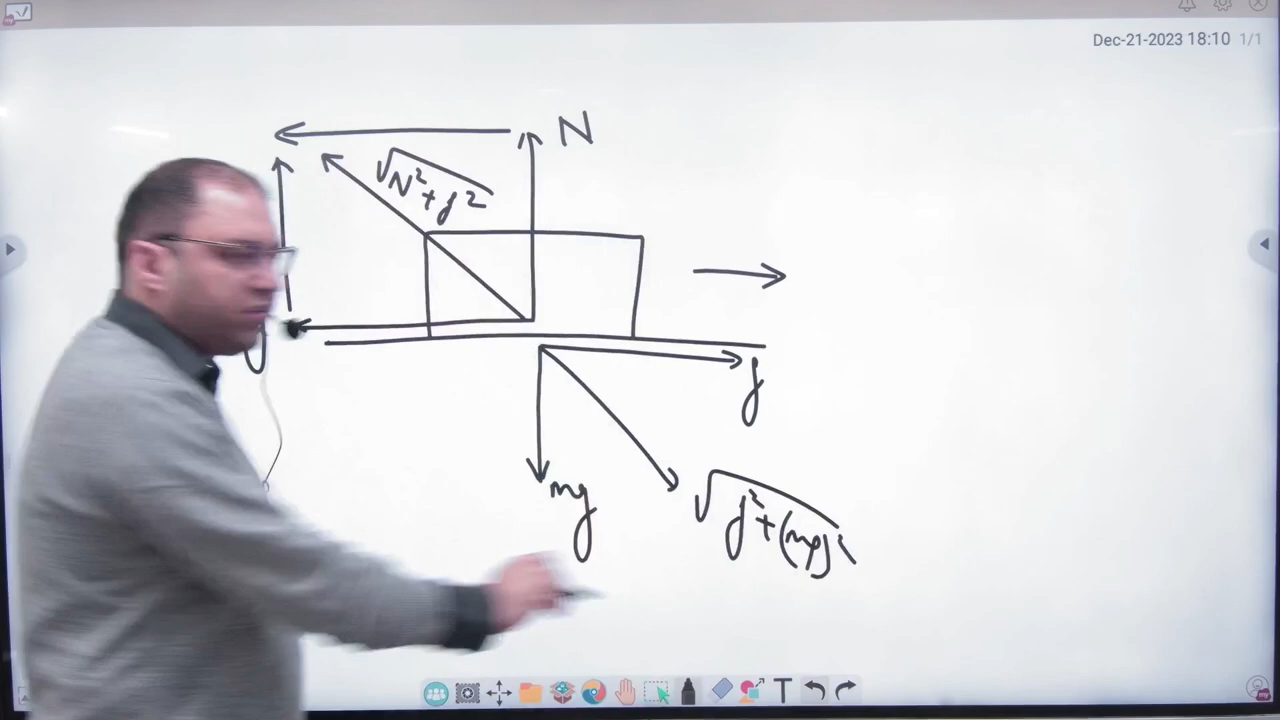 Dec-21-2023 18:10 1/1
N
√N²+f²
f
mg
√f²+(mg)²
T